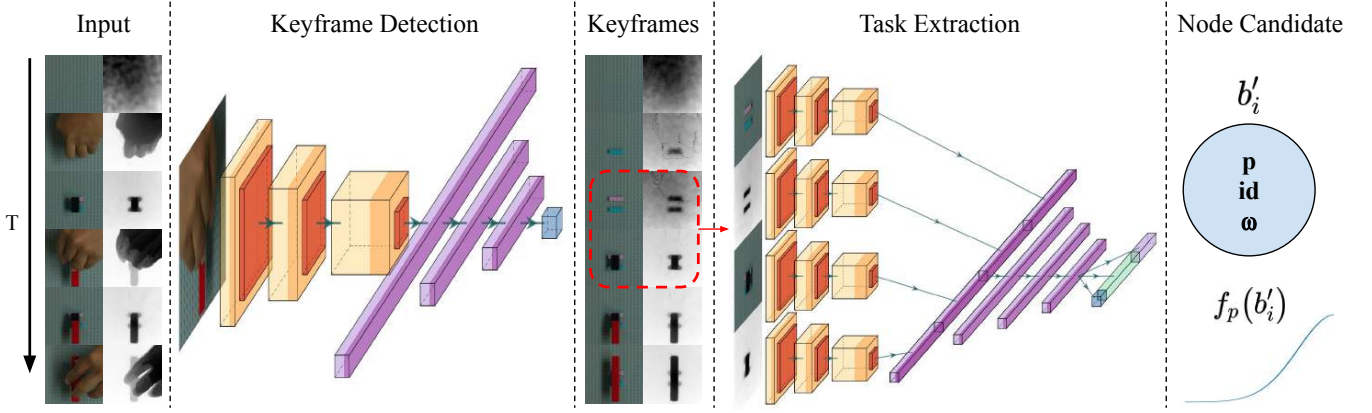 Input
Keyframe Detection
Keyframes
Task Extraction
Node Candidate
T
b′ᵢ
p
id
ω
fₚ(b′ᵢ)